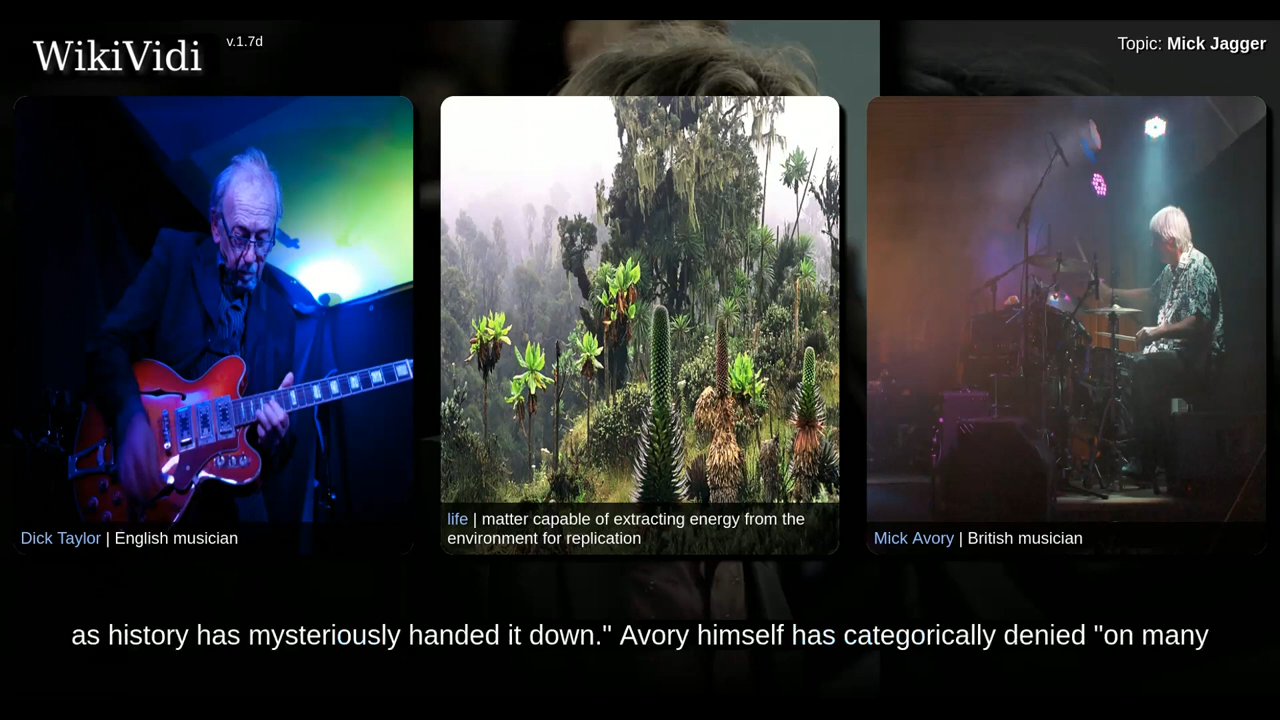 WikiVidi
v.1.7d
Topic: Mick Jagger
Dick Taylor | English musician
life | matter capable of extracting energy from the
environment for replication
Mick Avory | British musician
as history has mysteriously handed it down." Avory himself has categorically denied "on many